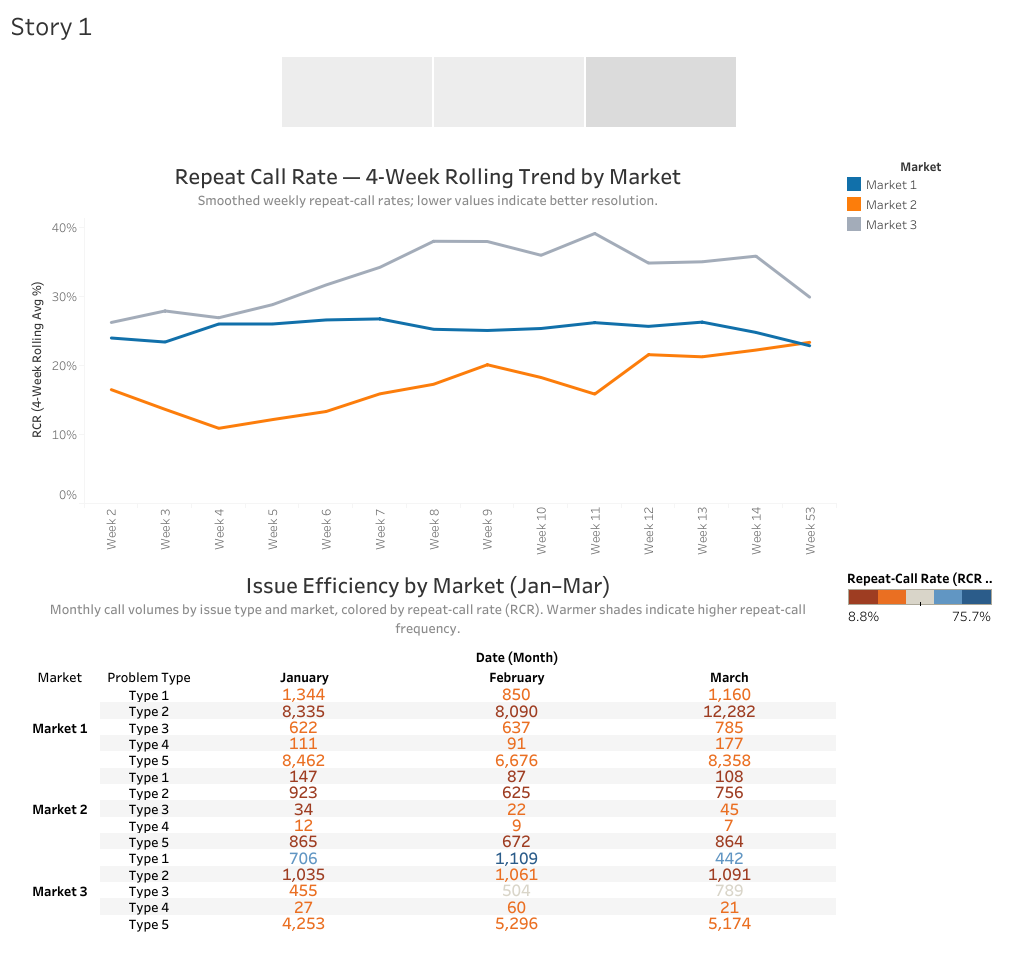 Story 1
Repeat Call Rate — 4-Week Rolling Trend by Market
Smoothed weekly repeat-call rates; lower values indicate better resolution.
Market
Market 1
Market 2
Market 3
RCR (4-Week Rolling Avg %)
40%
30%
20%
10%
0%
Week 2
Week 3
Week 4
Week 5
Week 6
Week 7
Week 8
Week 9
Week 10
Week 11
Week 12
Week 13
Week 14
Week 53
Issue Efficiency by Market (Jan–Mar)
Monthly call volumes by issue type and market, colored by repeat-call rate (RCR). Warmer shades indicate higher repeat-call
frequency.
Repeat-Call Rate (RCR ..
8.8% 75.7%
Date (Month)
Market Problem Type January February March
Type 1 1,344 850 1,160
Type 2 8,335 8,090 12,282
Market 1 Type 3 622 637 785
Type 4 111 91 177
Type 5 8,462 6,676 8,358
Type 1 147 87 108
Type 2 923 625 756
Market 2 Type 3 34 22 45
Type 4 12 9 7
Type 5 865 672 864
Type 1 706 1,109 442
Type 2 1,035 1,061 1,091
Market 3 Type 3 455 504 789
Type 4 27 60 21
Type 5 4,253 5,296 5,174